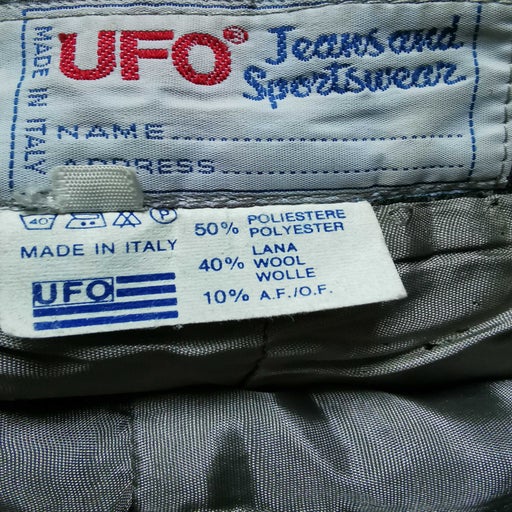 MADE IN ITALY
UFO® Jeans and
Sportswear
NAME
ADDRESS
40° P
MADE IN ITALY
UFO
50% POLIESTERE
POLYESTER
LANA
40% WOOL
WOLLE
10% A.F./O.F.